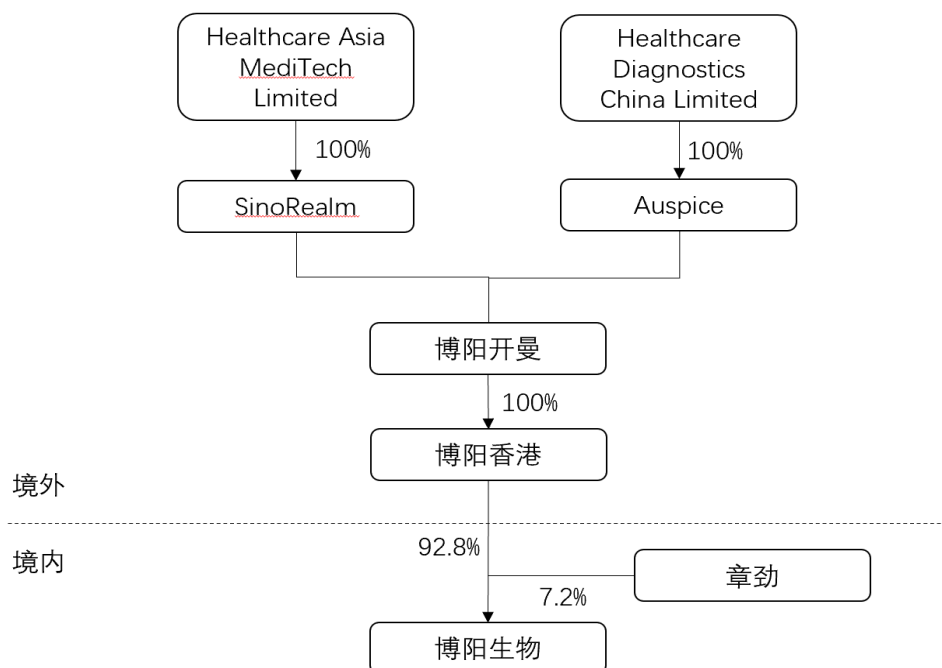 Healthcare Asia
MediTech
Limited
Healthcare
Diagnostics
China Limited
100%
100%
SinoRealm
Auspice
博阳开曼
100%
博阳香港
境外
92.8%
境内
章劲
7.2%
博阳生物